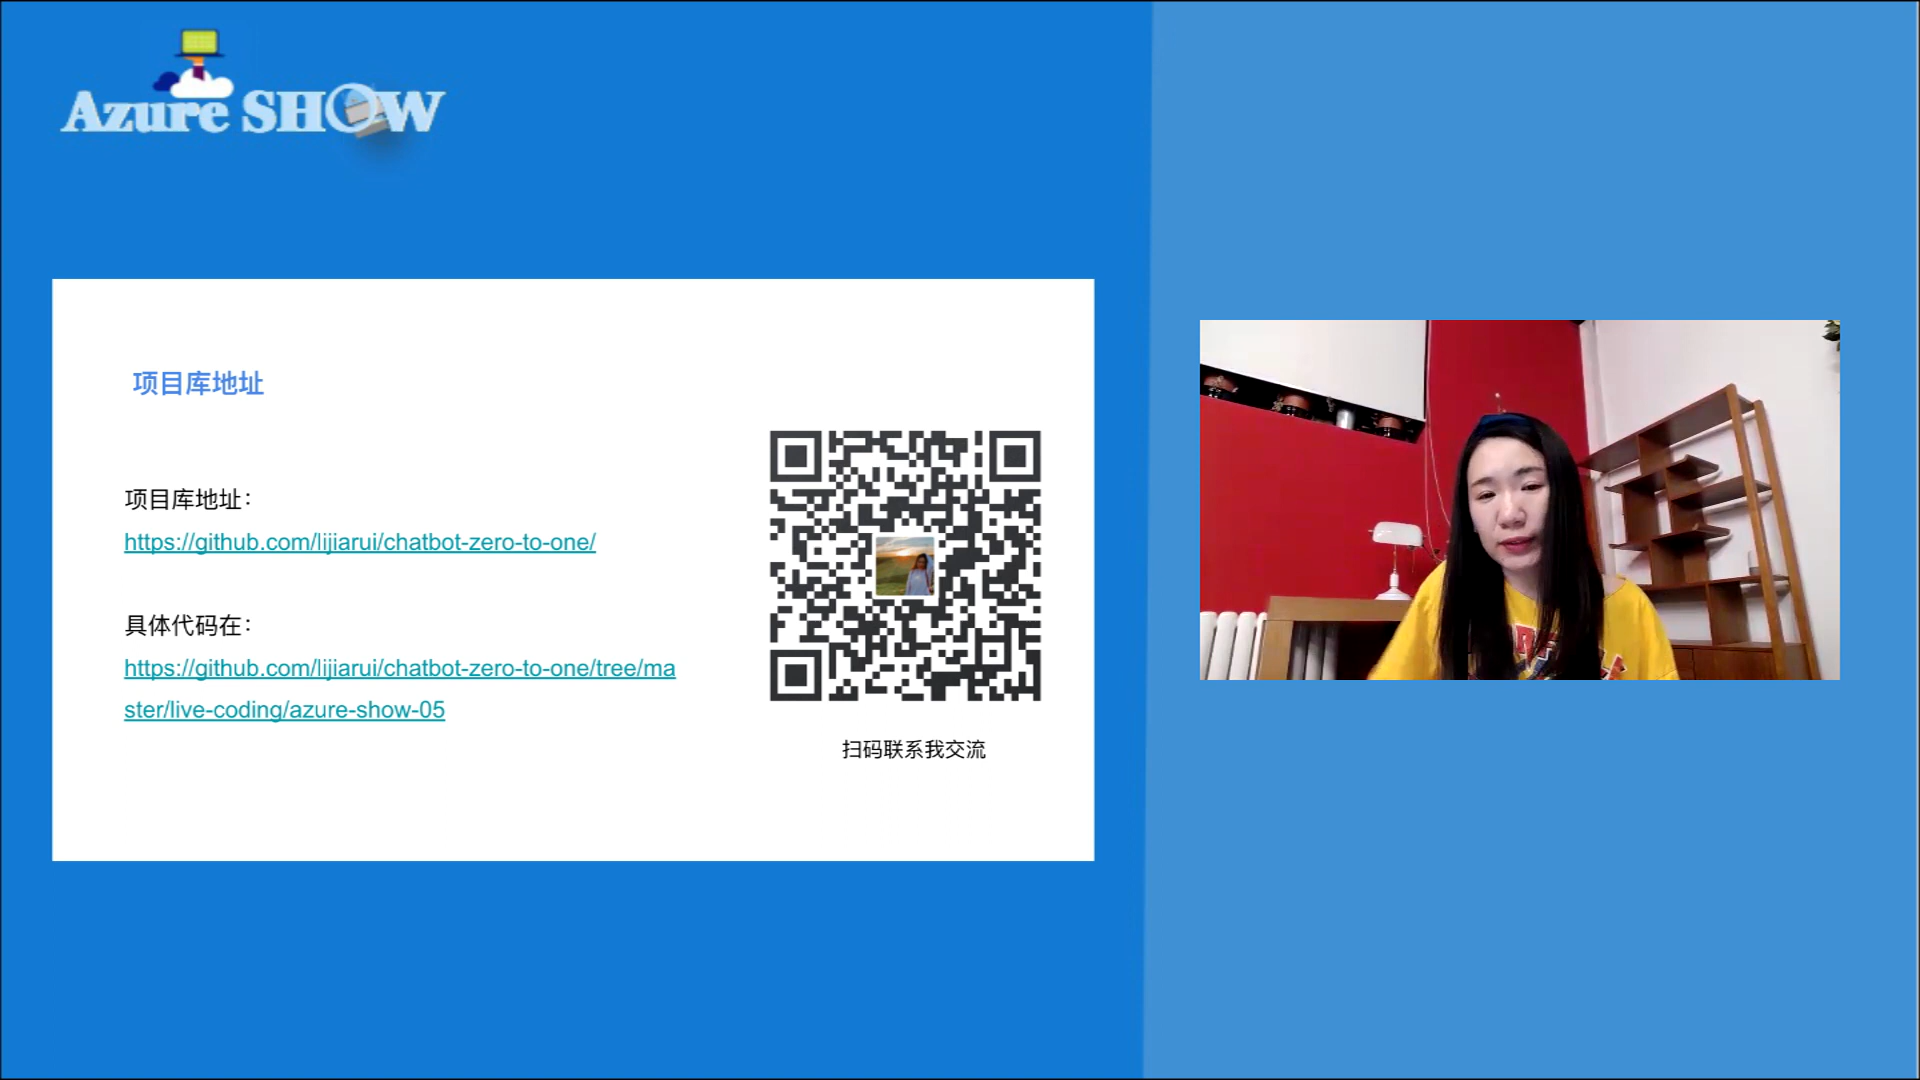 Azure SHOW
项目库地址
项目库地址：
https://github.com/lijiarui/chatbot-zero-to-one/
具体代码在：
https://github.com/lijiarui/chatbot-zero-to-one/tree/ma
ster/live-coding/azure-show-05
扫码联系我交流